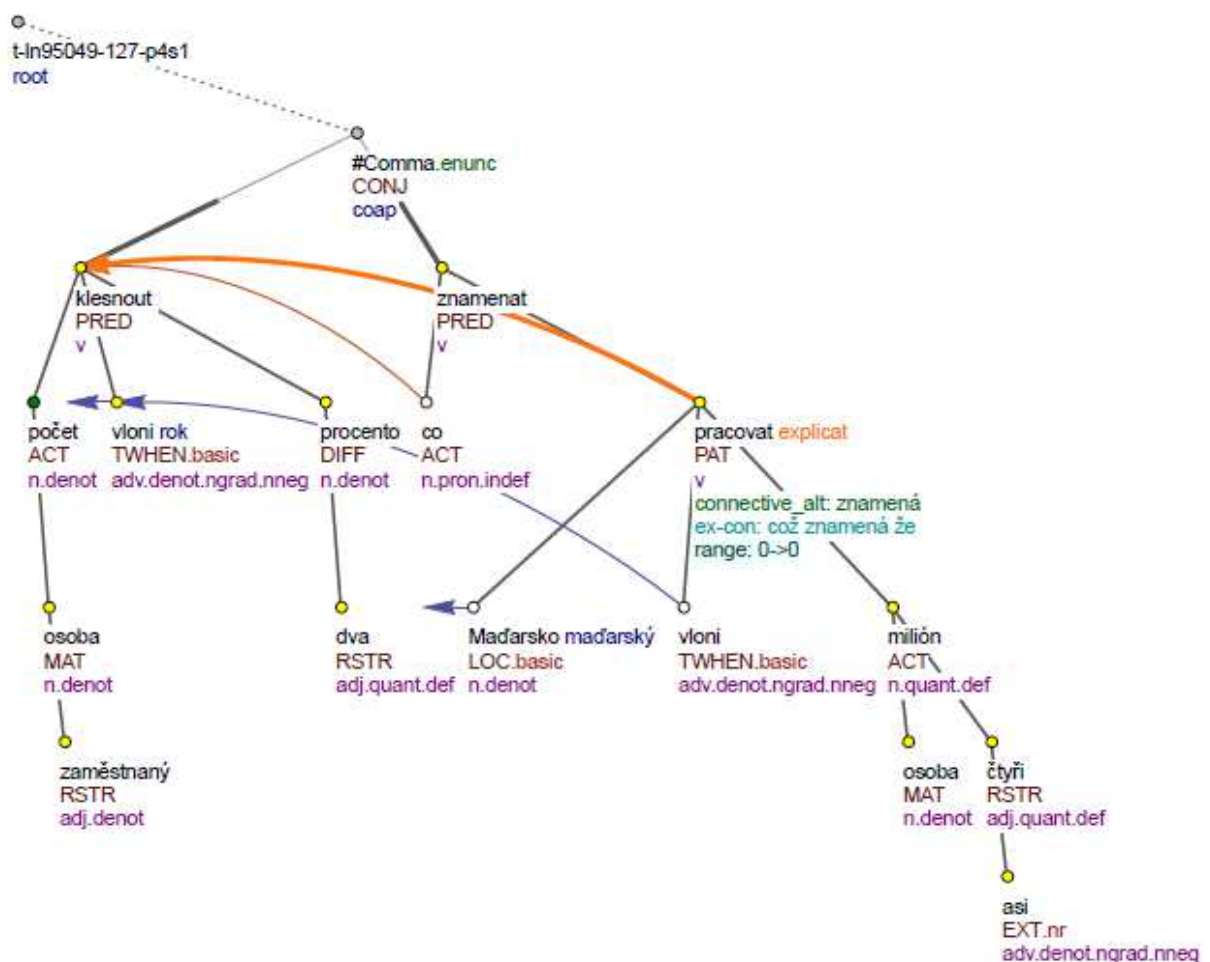 t-ln95049-127-p4s1
root
#Comma.enunc
CONJ
coap
klesnout
PRED
v
znamenat
PRED
v
počet
ACT
n.denot
vloni rok
TWHEN.basic
adv.denot.ngrad.nneg
procento
DIFF
n.denot
co
ACT
n.pron.indef
pracovat explicat
PAT
v
connective_alt: znamená
ex-con: což znamená že
range: 0->0
osoba
MAT
n.denot
dva
RSTR
adj.quant.def
Maďarsko maďarský
LOC.basic
n.denot
vloni
TWHEN.basic
adv.denot.ngrad.nneg
milión
ACT
n.quant.def
zaměstnaný
RSTR
adj.denot
osoba
MAT
n.denot
čtyři
RSTR
adj.quant.def
asi
EXT.nr
adv.denot.ngrad.nneg